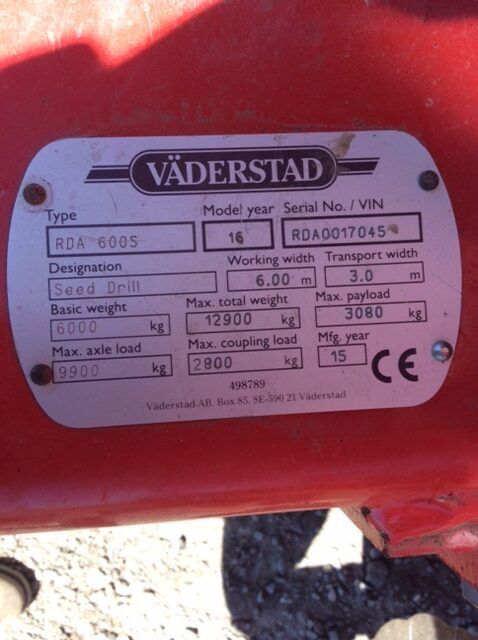 VÄDERSTAD
Type Model year Serial No. / VIN
RDA 600S 16 RDA0017045
Designation Working width Transport width
Seed Drill 6.00 m 3.0 m
Basic weight Max. total weight Max. payload
6000 kg 12900 kg 3080 kg
Max. axle load Max. coupling load Mfg. year
9900 kg 2800 kg 15 CE
498789
Väderstad AB. Box 85. SE-590 21 Väderstad